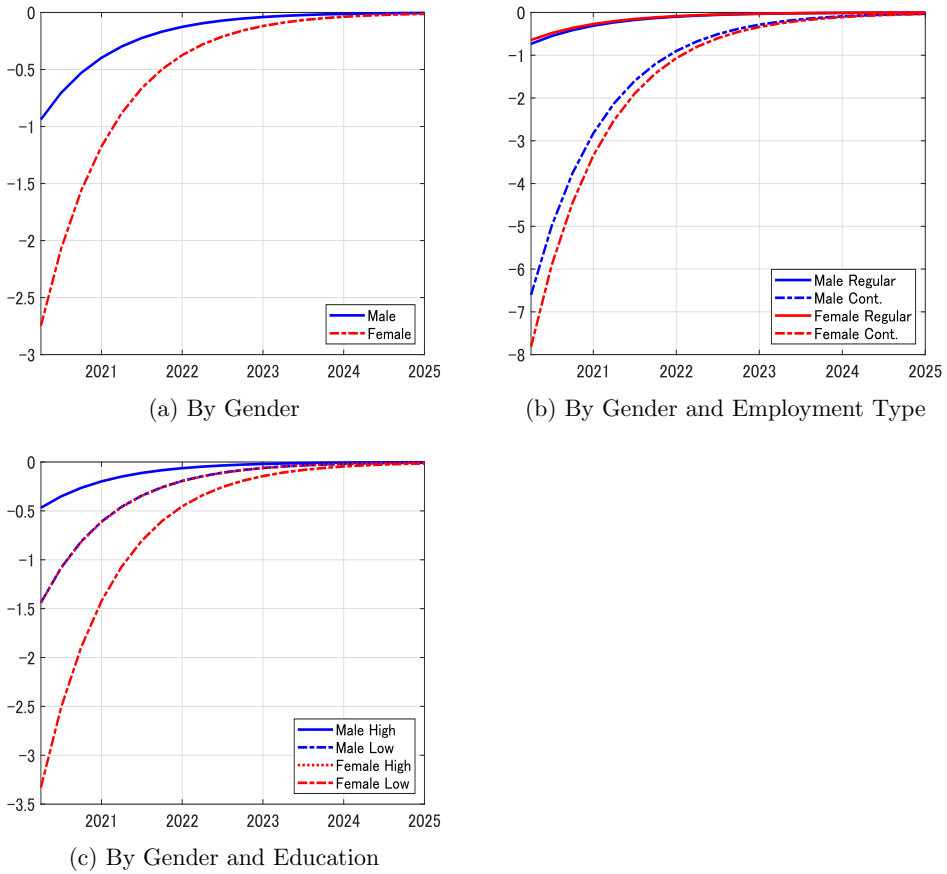 0
−0.5
−1
−1.5
−2
−2.5
−3
2021 2022 2023 2024 2025
Male
Female
(a) By Gender
0
−1
−2
−3
−4
−5
−6
−7
−8
2021 2022 2023 2024 2025
Male Regular
Male Cont.
Female Regular
Female Cont.
(b) By Gender and Employment Type
0
−0.5
−1
−1.5
−2
−2.5
−3
−3.5
2021 2022 2023 2024 2025
Male High
Male Low
Female High
Female Low
(c) By Gender and Education